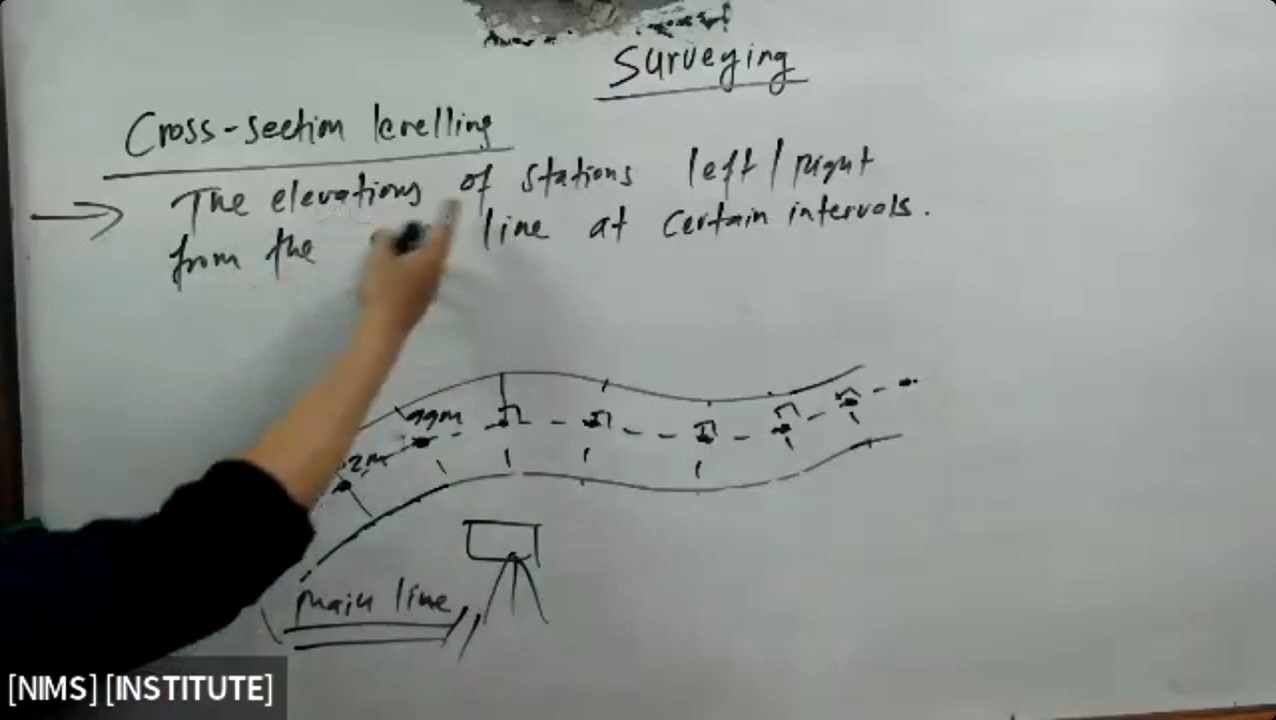 Surveying
Cross-section levelling
The elevations of stations left/right
from the line at certain intervals.
2m
main line
[NIMS] [INSTITUTE]